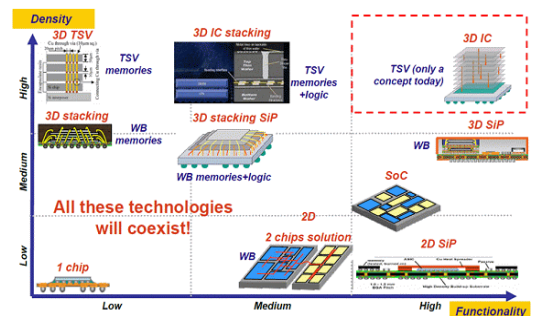 Density
3D TSV
3D IC stacking
3D IC
TSV
memories
TSV
memories
+logic
TSV (only a
concept today)
High
3D stacking
3D stacking SiP
3D SiP
WB
memories
WB
WB memories+logic
SoC
Medium
All these technologies
will coexist!
2D
2 chips solution
WB
2D SiP
1 chip
Low
Low
Medium
High
Functionality